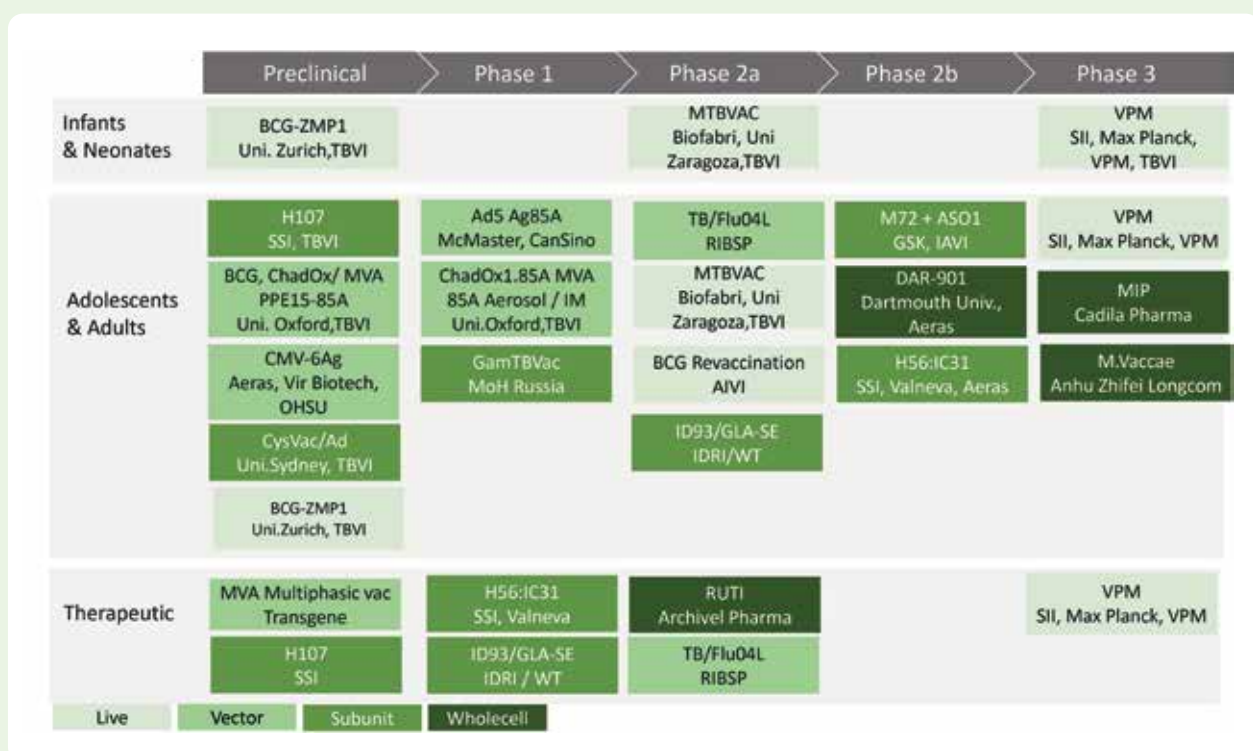 Preclinical
Phase 1
Phase 2a
Phase 2b
Phase 3
Infants
& Neonates
BCG-ZMP1
Uni. Zurich,TBVI
MTBVAC
Biofabri, Uni
Zaragoza,TBVI
VPM
SII, Max Planck,
VPM, TBVI
Adolescents
& Adults
H107
SSI, TBVI
BCG, ChadOx/ MVA
PPE15-85A
Uni. Oxford,TBVI
CMV-6Ag
Aeras, Vir Biotech,
OHSU
CysVac/Ad
Uni.Sydney, TBVI
BCG-ZMP1
Uni.Zurich, TBVI
Ad5 Ag85A
McMaster, CanSino
ChadOx1.85A MVA
85A Aerosol / IM
Uni.Oxford,TBVI
GamTBVac
MoH Russia
TB/Flu04L
RIBSP
MTBVAC
Biofabri, Uni
Zaragoza,TBVI
BCG Revaccination
AIVI
ID93/GLA-SE
IDRI/WT
M72 + ASO1
GSK, IAVI
DAR-901
Dartmouth Univ.,
Aeras
H56:IC31
SSI, Valneva, Aeras
VPM
SII, Max Planck, VPM
MIP
Cadila Pharma
M.Vaccae
Anhu Zhifei Longcom
Therapeutic
MVA Multiphasic vac
Transgene
H107
SSI
H56:IC31
SSI, Valneva
ID93/GLA-SE
IDRI / WT
RUTI
Archivel Pharma
TB/Flu04L
RIBSP
VPM
SII, Max Planck, VPM
Live
Vector
Subunit
Wholecell